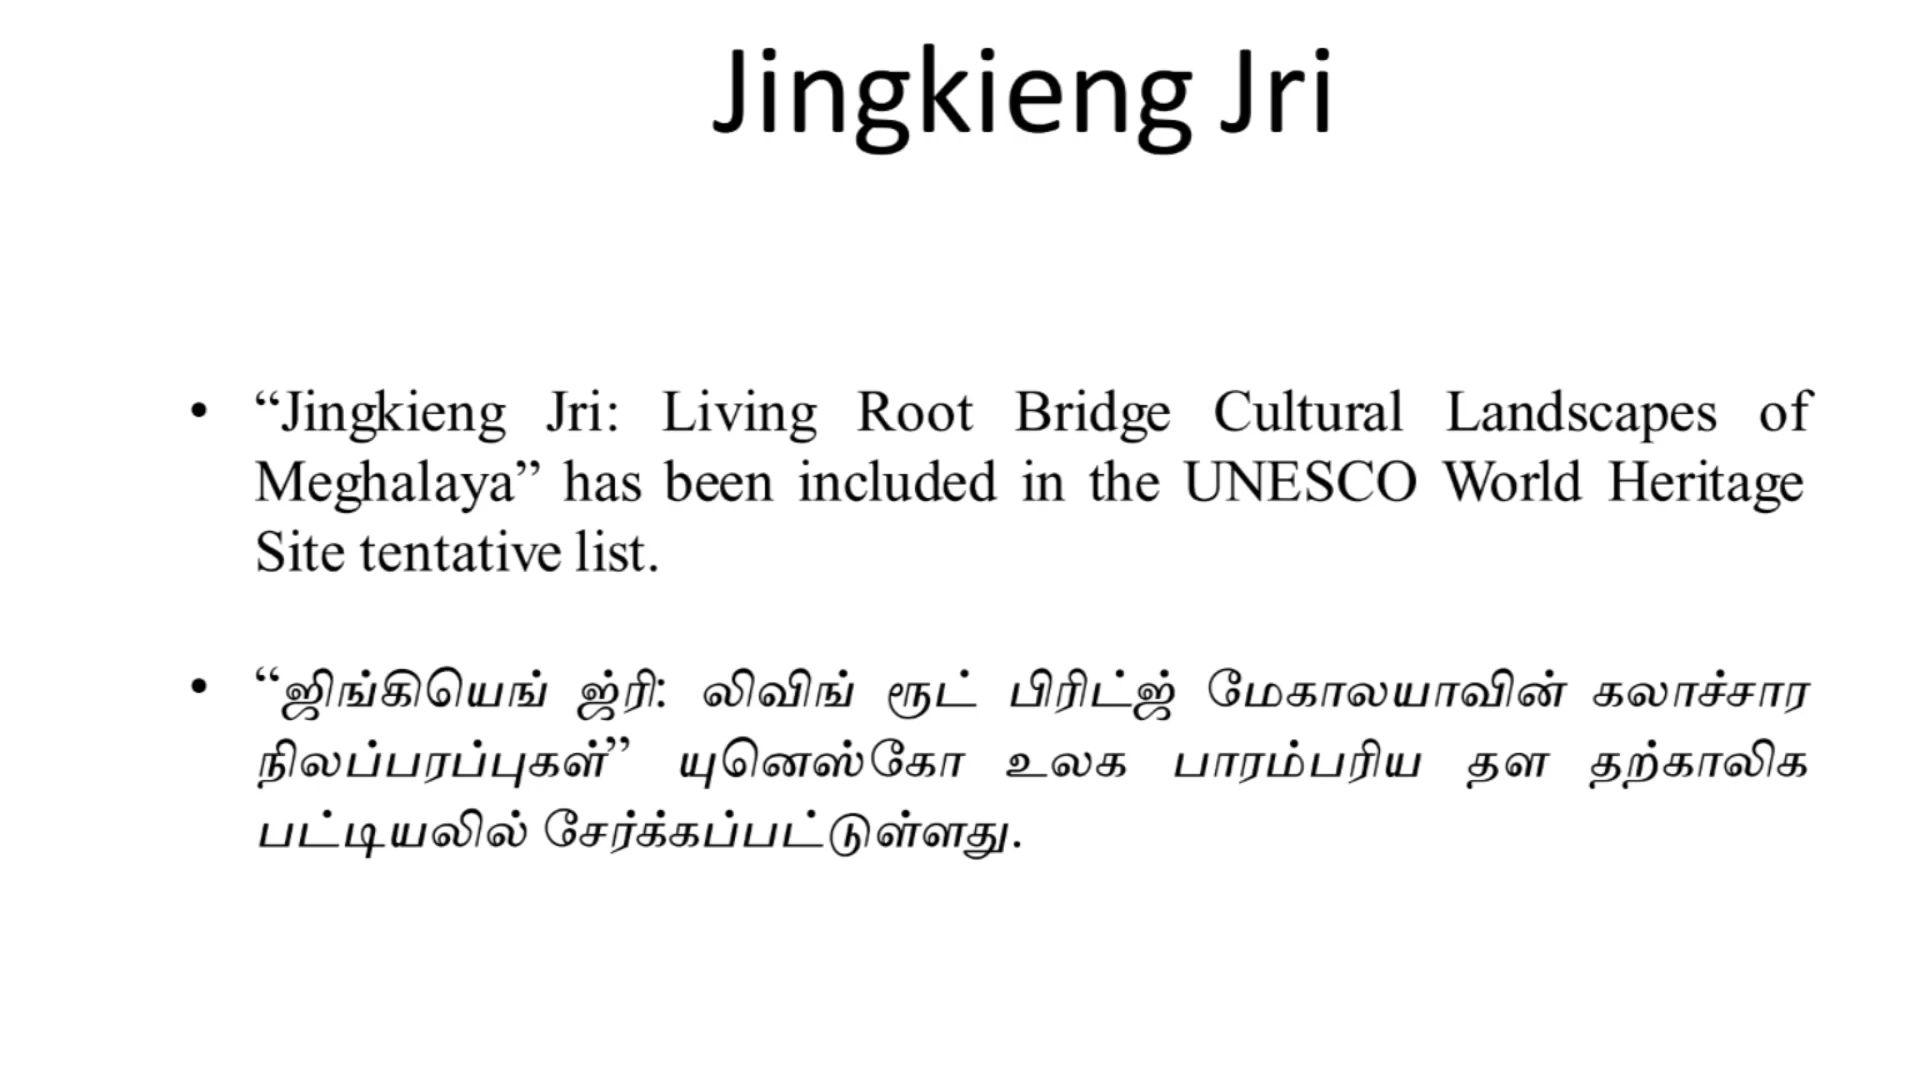 Jingkieng Jri
• “Jingkieng Jri: Living Root Bridge Cultural Landscapes of
Meghalaya” has been included in the UNESCO World Heritage
Site tentative list.
• “ஜிங்கியெங் ஜ்ரி: லிவிங் ரூட் பிரிட்ஜ் மேகாலயாவின் கலாச்சார
நிலப்பரப்புகள்” யுனெஸ்கோ உலக பாரம்பரிய தள தற்காலிக
பட்டியலில் சேர்க்கப்பட்டுள்ளது.